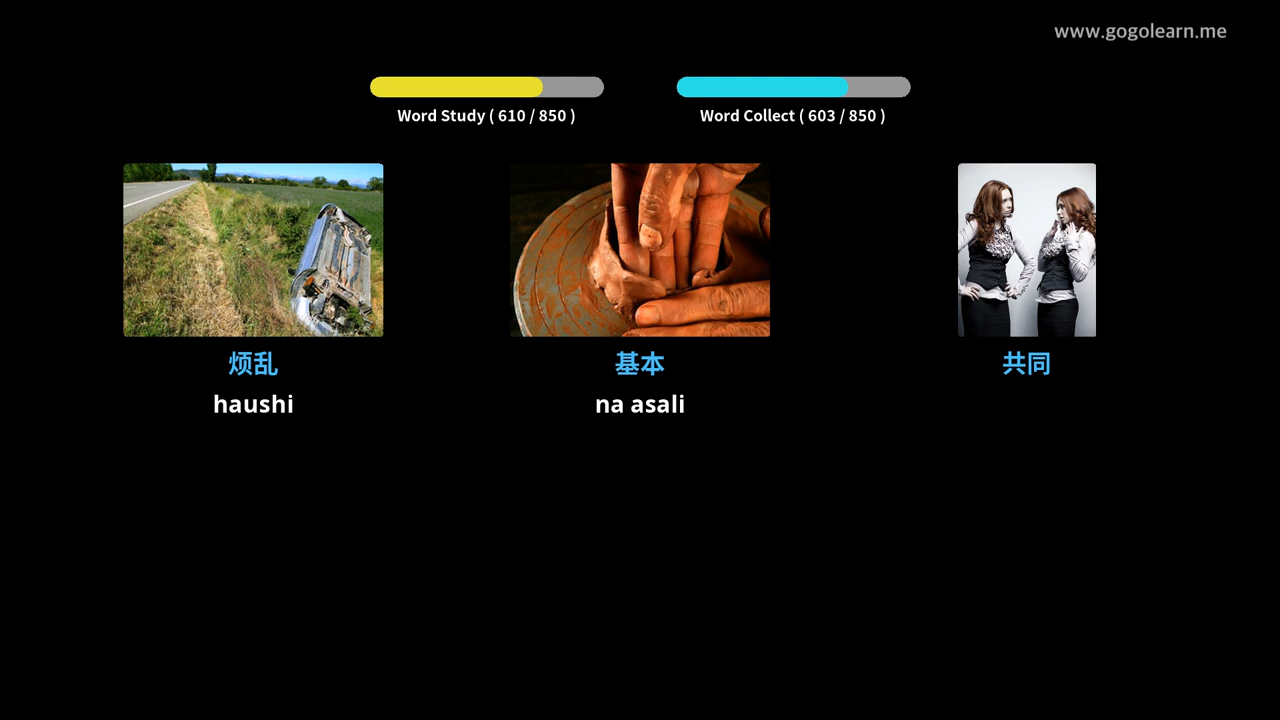 www.gogolearn.me
Word Study ( 610 / 850 )
Word Collect ( 603 / 850 )
烦乱
基本
共同
haushi
na asali